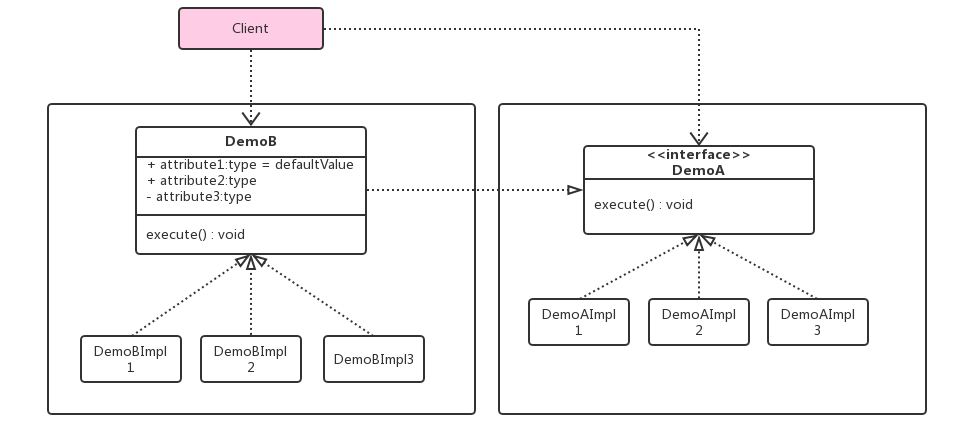 Client
DemoB
+ attribute1:type = defaultValue
+ attribute2:type
- attribute3:type
execute() : void
<<interface>>
DemoA
execute() : void
DemoBImpl
1
DemoBImpl
2
DemoBImpl3
DemoAImpl
1
DemoAImpl
2
DemoAImpl
3